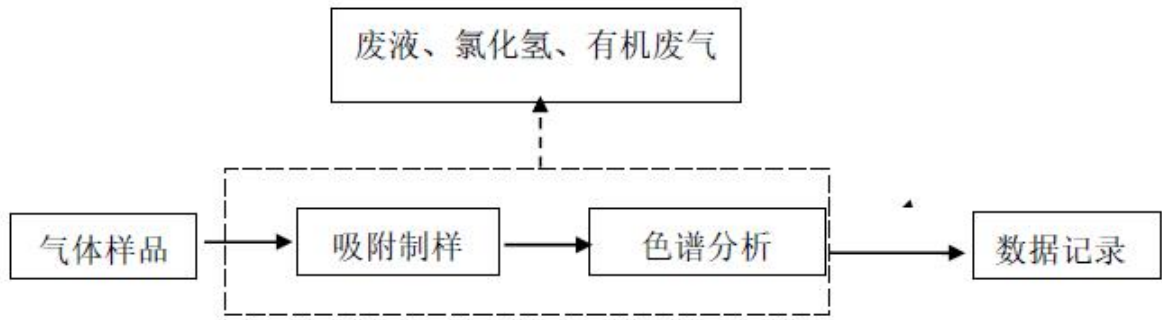 废液、氯化氢、有机废气
气体样品
吸附制样
色谱分析
数据记录